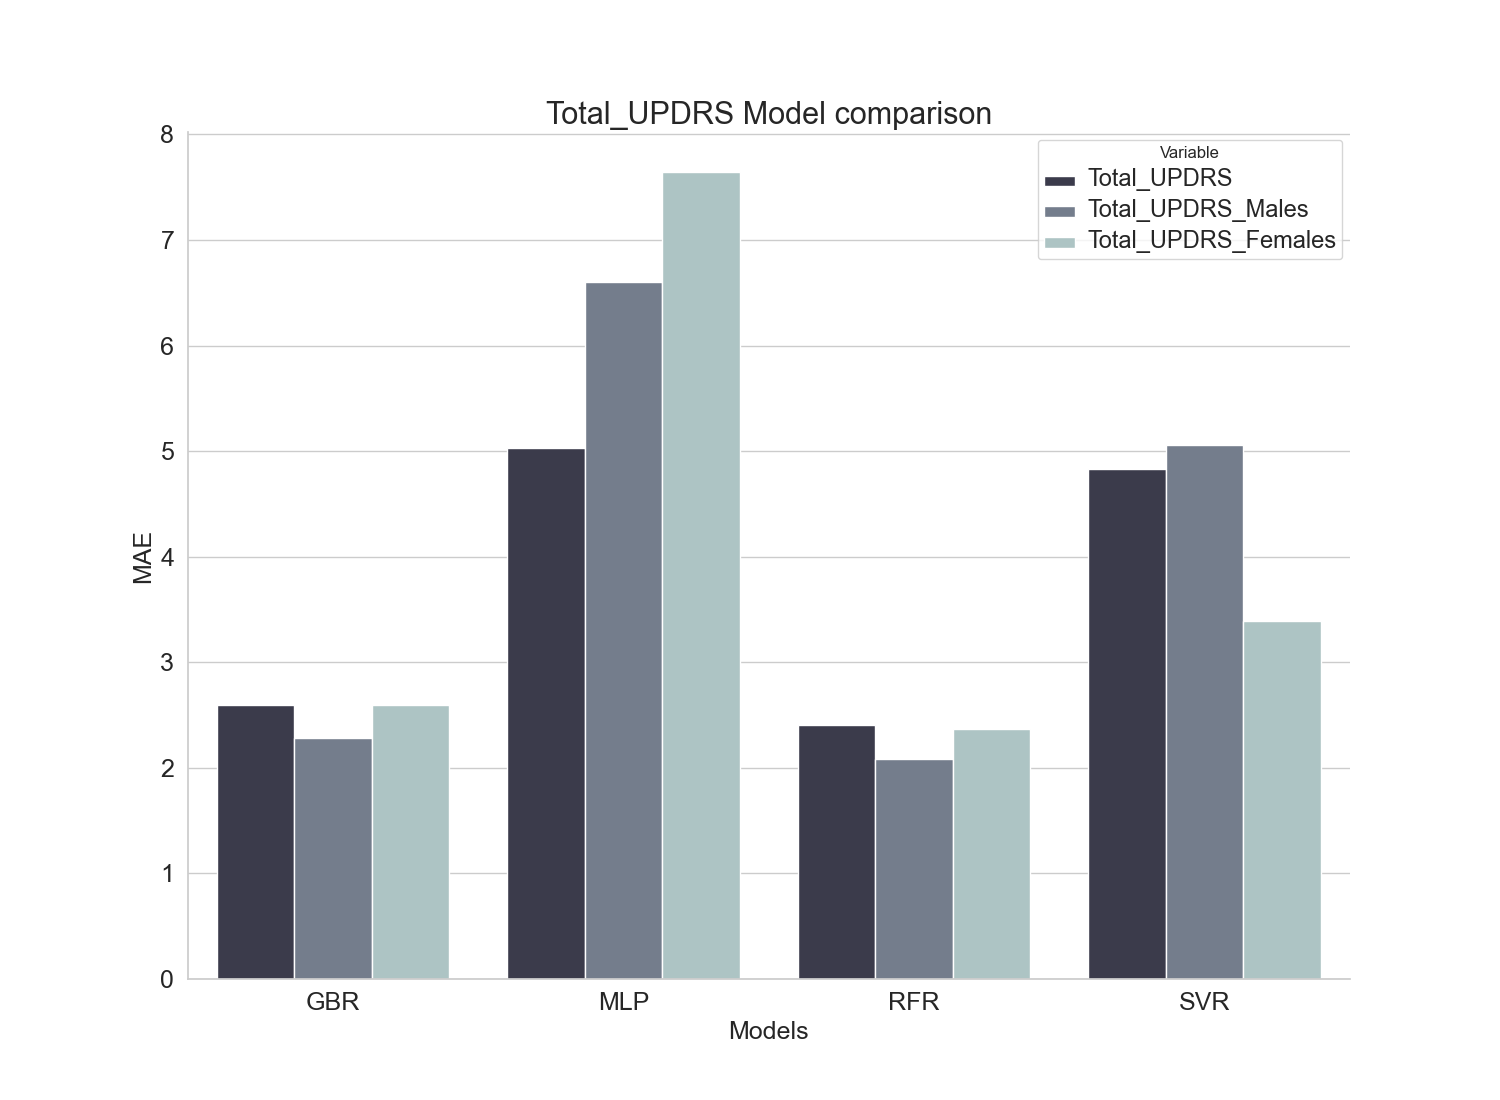 Total_UPDRS Model comparison
Variable
Total_UPDRS
Total_UPDRS_Males
Total_UPDRS_Females
8
7
6
5
4
3
2
1
0
MAE
GBR MLP RFR SVR
Models